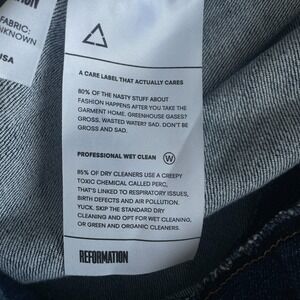 FABRIC:
UNKNOWN
USA
A CARE LABEL THAT ACTUALLY CARES
80% OF THE NASTY STUFF ABOUT
FASHION HAPPENS AFTER YOU TAKE THE
GARMENT HOME. GREENHOUSE GASES?
GROSS. WASTED WATER? SAD. DON'T BE
GROSS AND SAD.
PROFESSIONAL WET CLEAN W
85% OF DRY CLEANERS USE A CREEPY
TOXIC CHEMICAL CALLED PERC,
THAT'S LINKED TO RESPIRATORY ISSUES,
BIRTH DEFECTS AND AIR POLLUTION.
YUCK. SKIP THE STANDARD DRY
CLEANING AND OPT FOR WET CLEANING,
OR GREEN AND ORGANIC CLEANERS.
REFORMATION